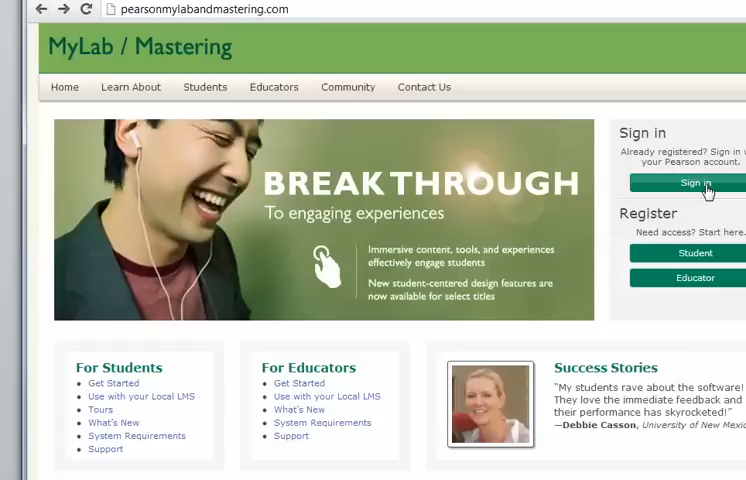 pearsonmylabandmastering.com
MyLab / Mastering
Home Learn About Students Educators Community Contact Us
BREAK THROUGH
To engaging experiences
Immersive content, tools, and experiences
effectively engage students
New student-centered design features are
now available for select titles
Sign in
Already registered? Sign in
your Pearson account.
Sign in
Register
Need access? Start here.
Student
Educator
For Students
Get Started
Use with your Local LMS
Tours
What's New
System Requirements
Support
For Educators
Get Started
Use with your Local LMS
What's New
System Requirements
Support
Success Stories
“My students rave about the software!
They love the immediate feedback and
their performance has skyrocketed!”
—Debbie Casson, University of New